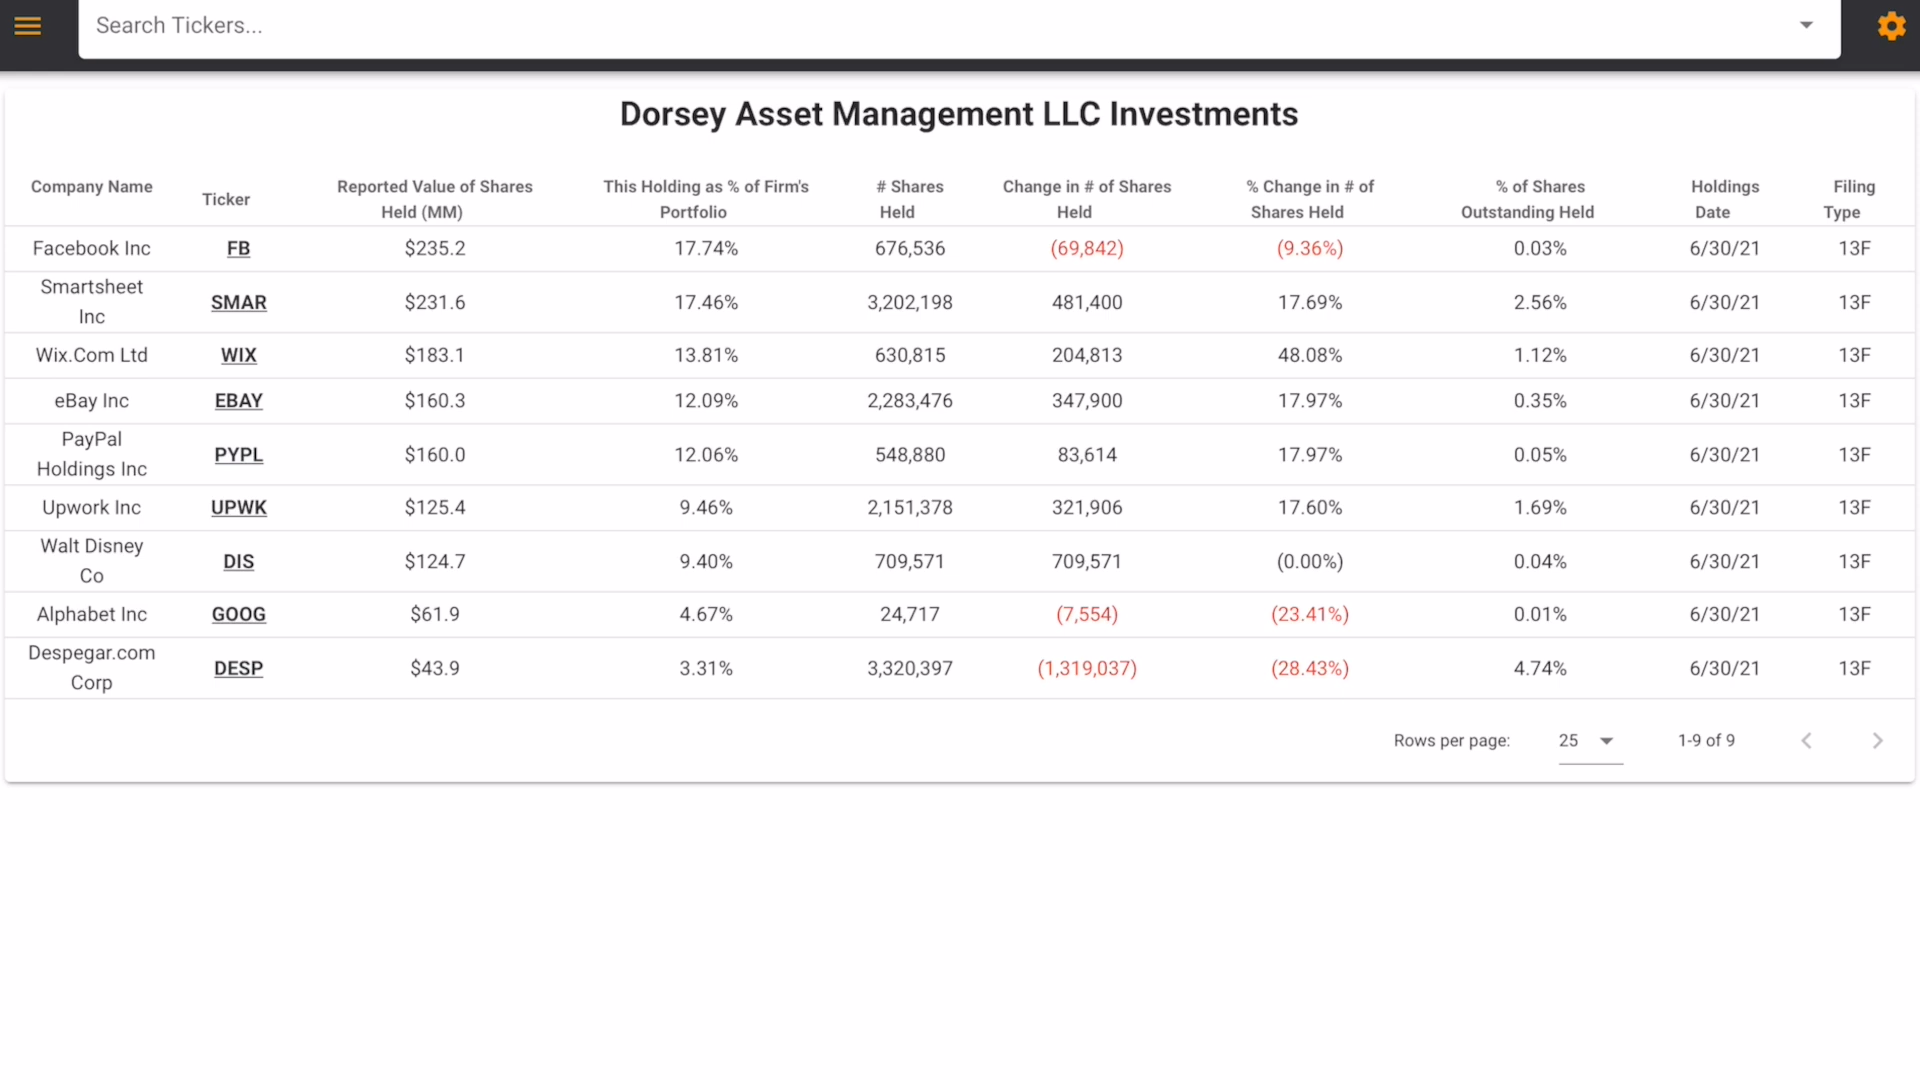 Search Tickers...
Dorsey Asset Management LLC Investments
Company Name Ticker Reported Value of Shares Held (MM) This Holding as % of Firm's Portfolio # Shares Held Change in # of Shares Held % Change in # of Shares Held % of Shares Outstanding Held Holdings Date Filing Type
Facebook Inc FB $235.2 17.74% 676,536 (69,842) (9.36%) 0.03% 6/30/21 13F
Smartsheet Inc SMAR $231.6 17.46% 3,202,198 481,400 17.69% 2.56% 6/30/21 13F
Wix.Com Ltd WIX $183.1 13.81% 630,815 204,813 48.08% 1.12% 6/30/21 13F
eBay Inc EBAY $160.3 12.09% 2,283,476 347,900 17.97% 0.35% 6/30/21 13F
PayPal Holdings Inc PYPL $160.0 12.06% 548,880 83,614 17.97% 0.05% 6/30/21 13F
Upwork Inc UPWK $125.4 9.46% 2,151,378 321,906 17.60% 1.69% 6/30/21 13F
Walt Disney Co DIS $124.7 9.40% 709,571 709,571 (0.00%) 0.04% 6/30/21 13F
Alphabet Inc GOOG $61.9 4.67% 24,717 (7,554) (23.41%) 0.01% 6/30/21 13F
Despegar.com Corp DESP $43.9 3.31% 3,320,397 (1,319,037) (28.43%) 4.74% 6/30/21 13F
Rows per page: 25 1-9 of 9